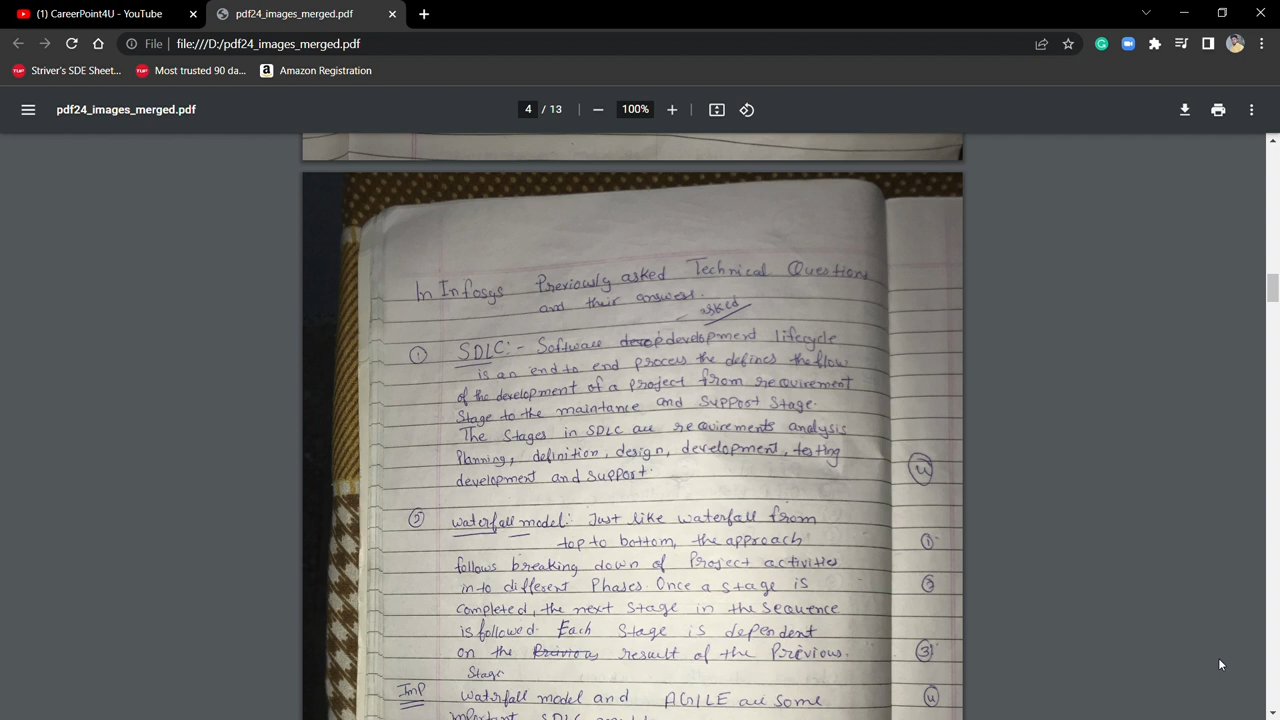 (1) CareerPoint4U - YouTube
pdf24_images_merged.pdf
File file:///D:/pdf24_images_merged.pdf
Striver's SDE Sheet... Most trusted 90 da... Amazon Registration
pdf24_images_merged.pdf 4 / 13 100%
In Infosys Previously asked Technical Questions
and their answers.
asked
① SDLC:- Software development lifecycle
is an end to end process the defines the flow
of the development of a project from requirement
Stage to the maintance and support stage.
The Stages in SDLC are requirements analysis
Planning, definition, design, development, testing
development and support.
② waterfall model: Just like waterfall from
top to bottom, the approach
follows breaking down of Project activities
into different Phases. Once a stage is
completed, the next stage in the sequence
is followed. Each stage is dependent
on the Privious result of the Previous.
Stage
Imp waterfall model and AGILE are some
important SDLC
①
③